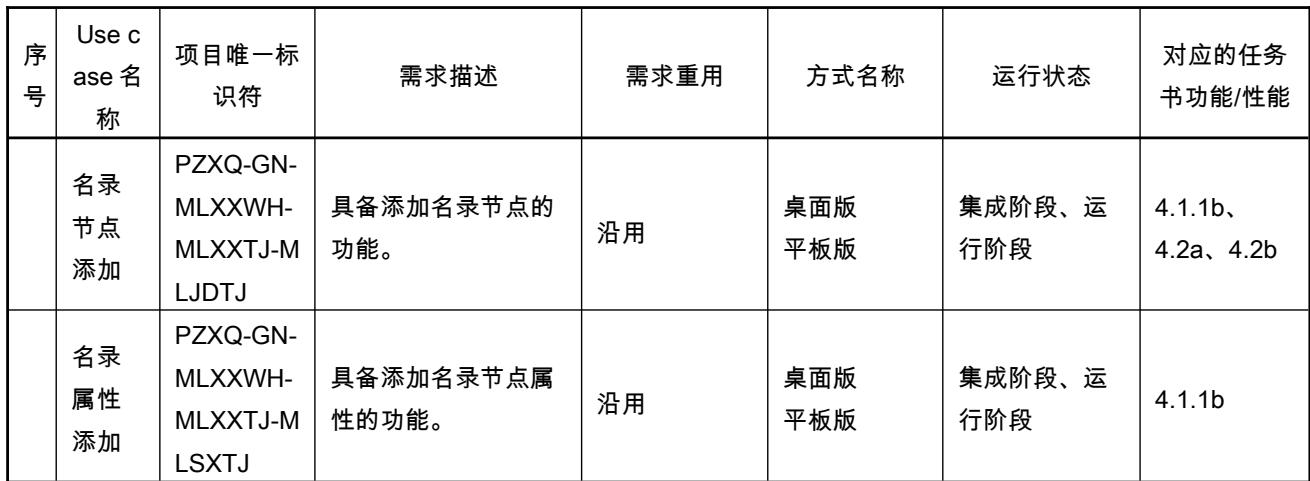 序号
Use case 名称
项目唯一标识符
需求描述
需求重用
方式名称
运行状态
对应的任务书功能/性能
名录
节点
添加
PZXQ-GN-
MLXXWH-
MLXXTJ-M
LJDTJ
具备添加名录节点的
功能。
沿用
桌面版
平板版
集成阶段、运
行阶段
4.1.1b、
4.2a、4.2b
名录
属性
添加
PZXQ-GN-
MLXXWH-
MLXXTJ-M
LSXTJ
具备添加名录节点属
性的功能。
沿用
桌面版
平板版
集成阶段、运
行阶段
4.1.1b